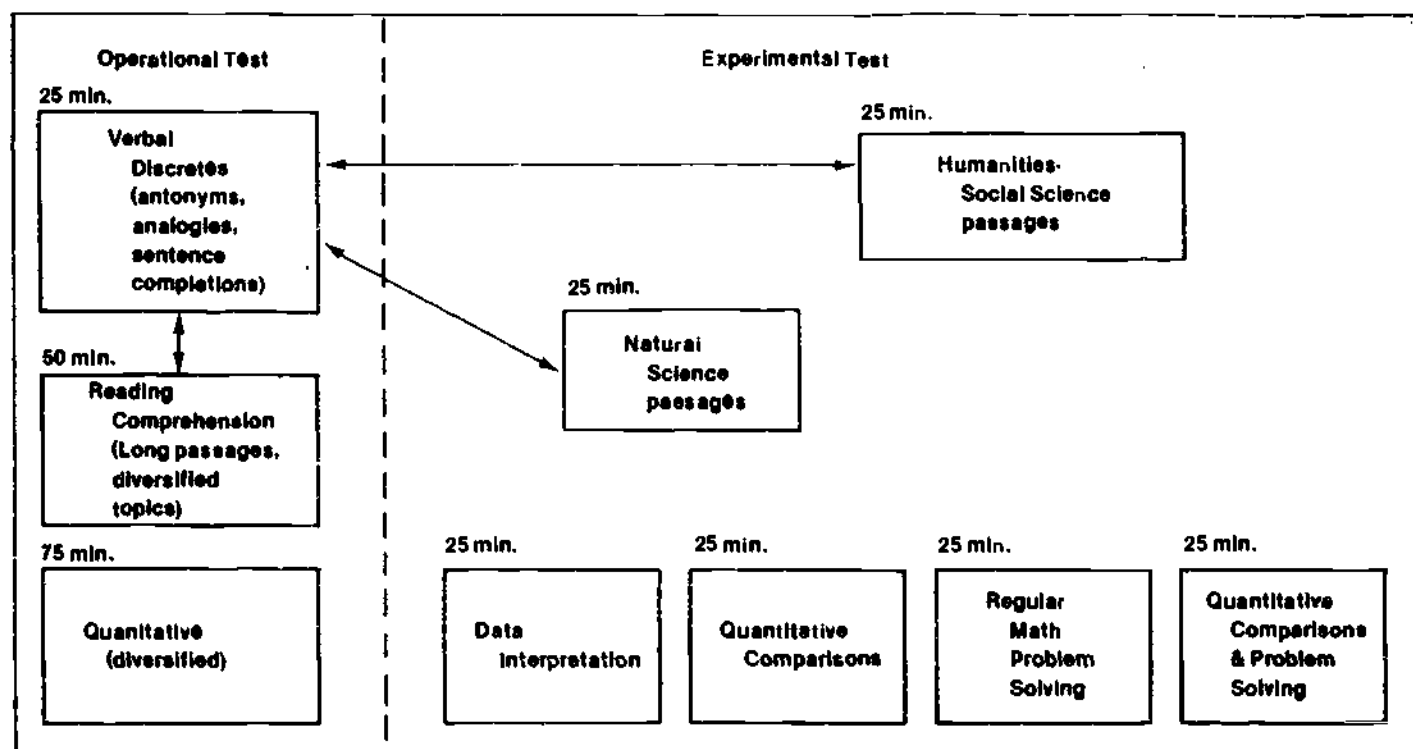 Operational Test
Experimental Test
25 min.
Verbal
Discretes
(antonyms,
analogies,
sentence
completions)
25 min.
Humanities-
Social Science
passages
25 min.
Natural
Science
passages
50 min.
Reading
Comprehension
(Long passages,
diversified
topics)
75 min.
Quanitative
(diversified)
25 min.
Data
Interpretation
25 min.
Quantitative
Comparisons
25 min.
Regular
Math
Problem
Solving
25 min.
Quantitative
Comparisons
& Problem
Solving